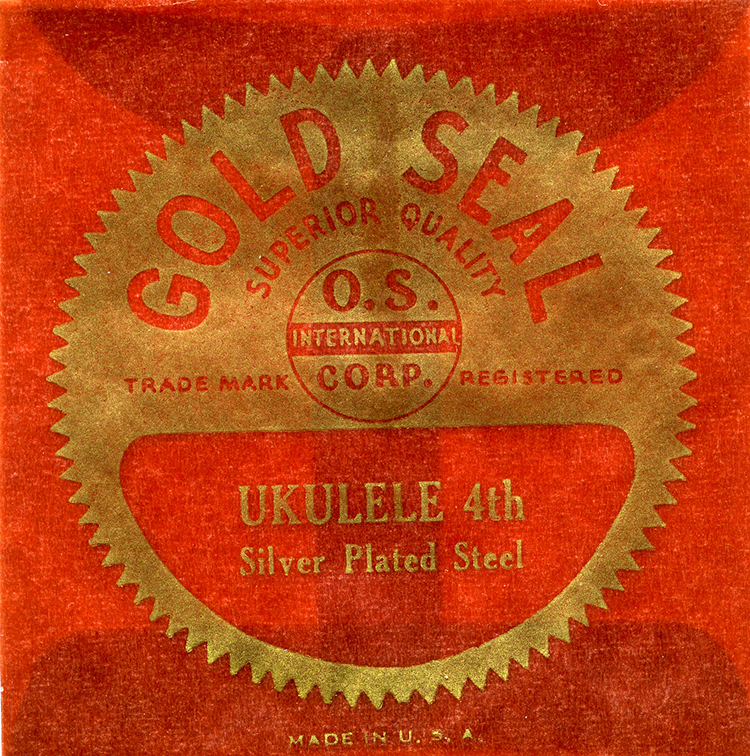 GOLD SEAL
SUPERIOR QUALITY
O.S.
INTERNATIONAL
CORP.
TRADE MARK REGISTERED
UKULELE 4th
Silver Plated Steel
MADE IN U.S.A.